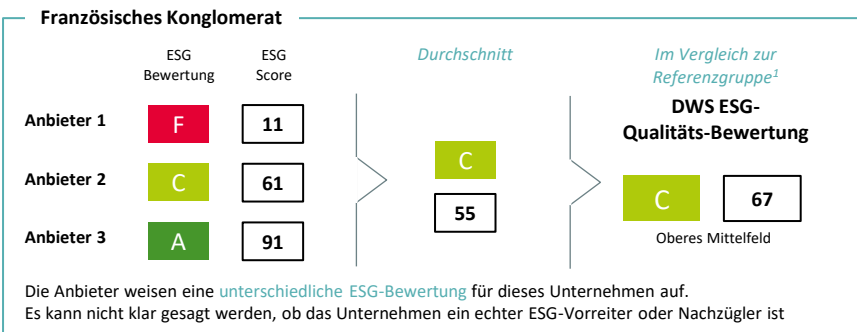 Französisches Konglomerat
ESG Bewertung
ESG Score
Durchschnitt
Im Vergleich zur
Referenzgruppe¹
DWS ESG-
Qualitäts-Bewertung
Anbieter 1 F 11
Anbieter 2 C 61
Anbieter 3 A 91
C
55
C 67
Oberes Mittelfeld
Die Anbieter weisen eine unterschiedliche ESG-Bewertung für dieses Unternehmen auf.
Es kann nicht klar gesagt werden, ob das Unternehmen ein echter ESG-Vorreiter oder Nachzügler ist